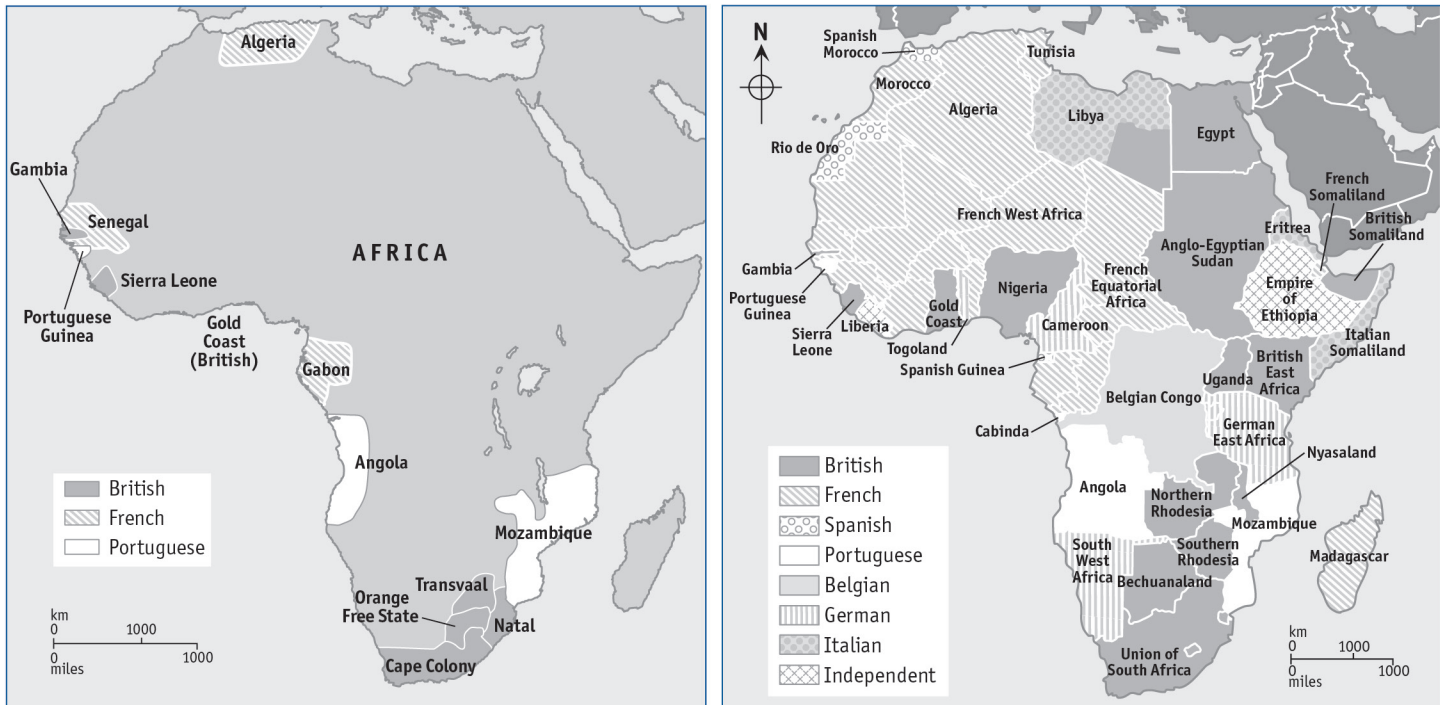 Algeria
Gambia
Senegal
AFRICA
Sierra Leone
Portuguese
Guinea
Gold
Coast
(British)
Gabon
Angola
Mozambique
Transvaal
Orange
Free State
Natal
Cape Colony
British
French
Portuguese
km
0 1000
0 1000
miles
N
Spanish
Morocco
Tunisia
Morocco
Algeria
Libya
Egypt
Rio de Oro
French
Somaliland
British
Somaliland
French West Africa
Eritrea
Anglo-Egyptian
Sudan
Gambia
Portuguese
Guinea
Sierra
Leone
Liberia
Gold
Coast
Togoland
Nigeria
French
Equatorial
Africa
Cameroon
Empire
of
Ethiopia
Italian
Somaliland
Spanish Guinea
Uganda
British
East
Africa
Belgian Congo
Cabinda
German
East Africa
Nyasaland
Angola
Northern
Rhodesia
Mozambique
Southern
Rhodesia
South
West
Africa
Bechuanaland
Madagascar
Union of
South Africa
British
French
Spanish
Portuguese
Belgian
German
Italian
Independent
km
0 1000
0 1000
miles